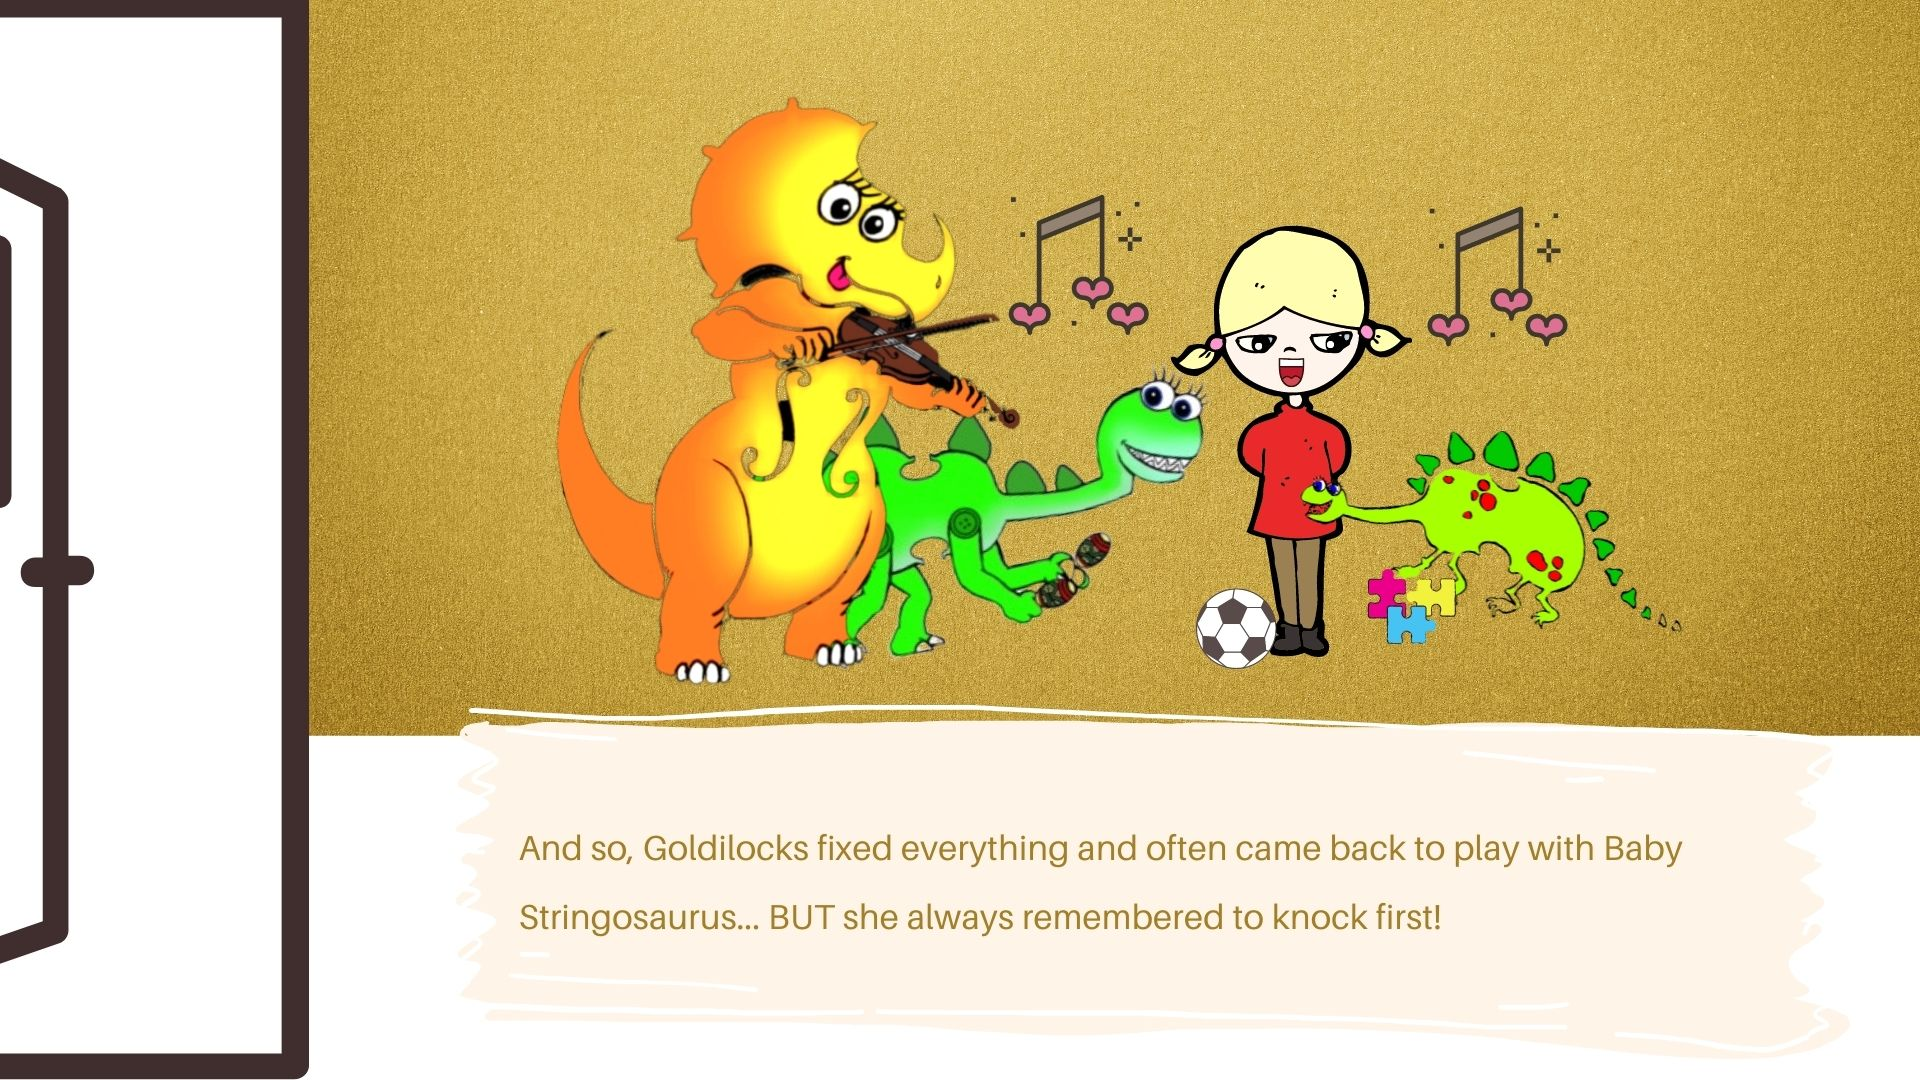 And so, Goldilocks fixed everything and often came back to play with Baby
Stringosaurus... BUT she always remembered to knock first!